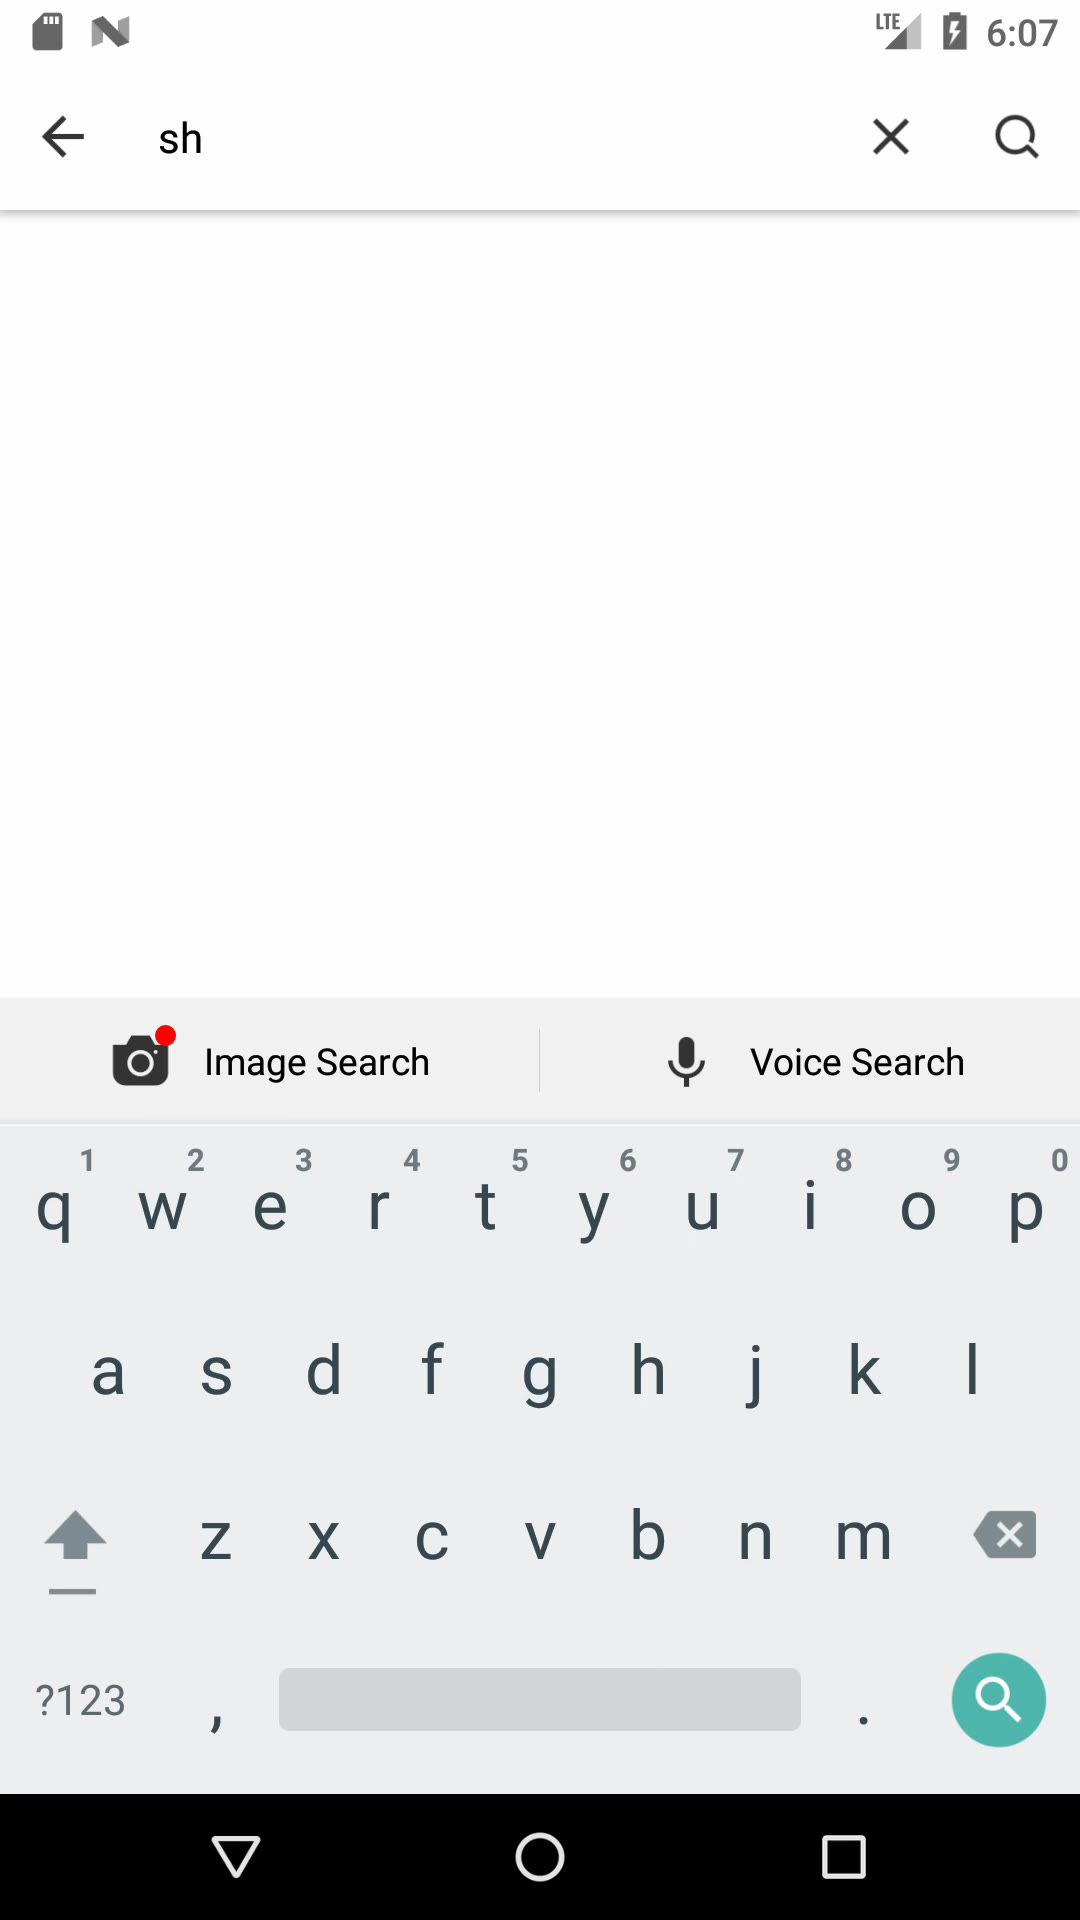 LTE 6:07
sh
Image Search Voice Search
1 2 3 4 5 6 7 8 9 0
q w e r t y u i o p
a s d f g h j k l
z x c v b n m
?123 , .